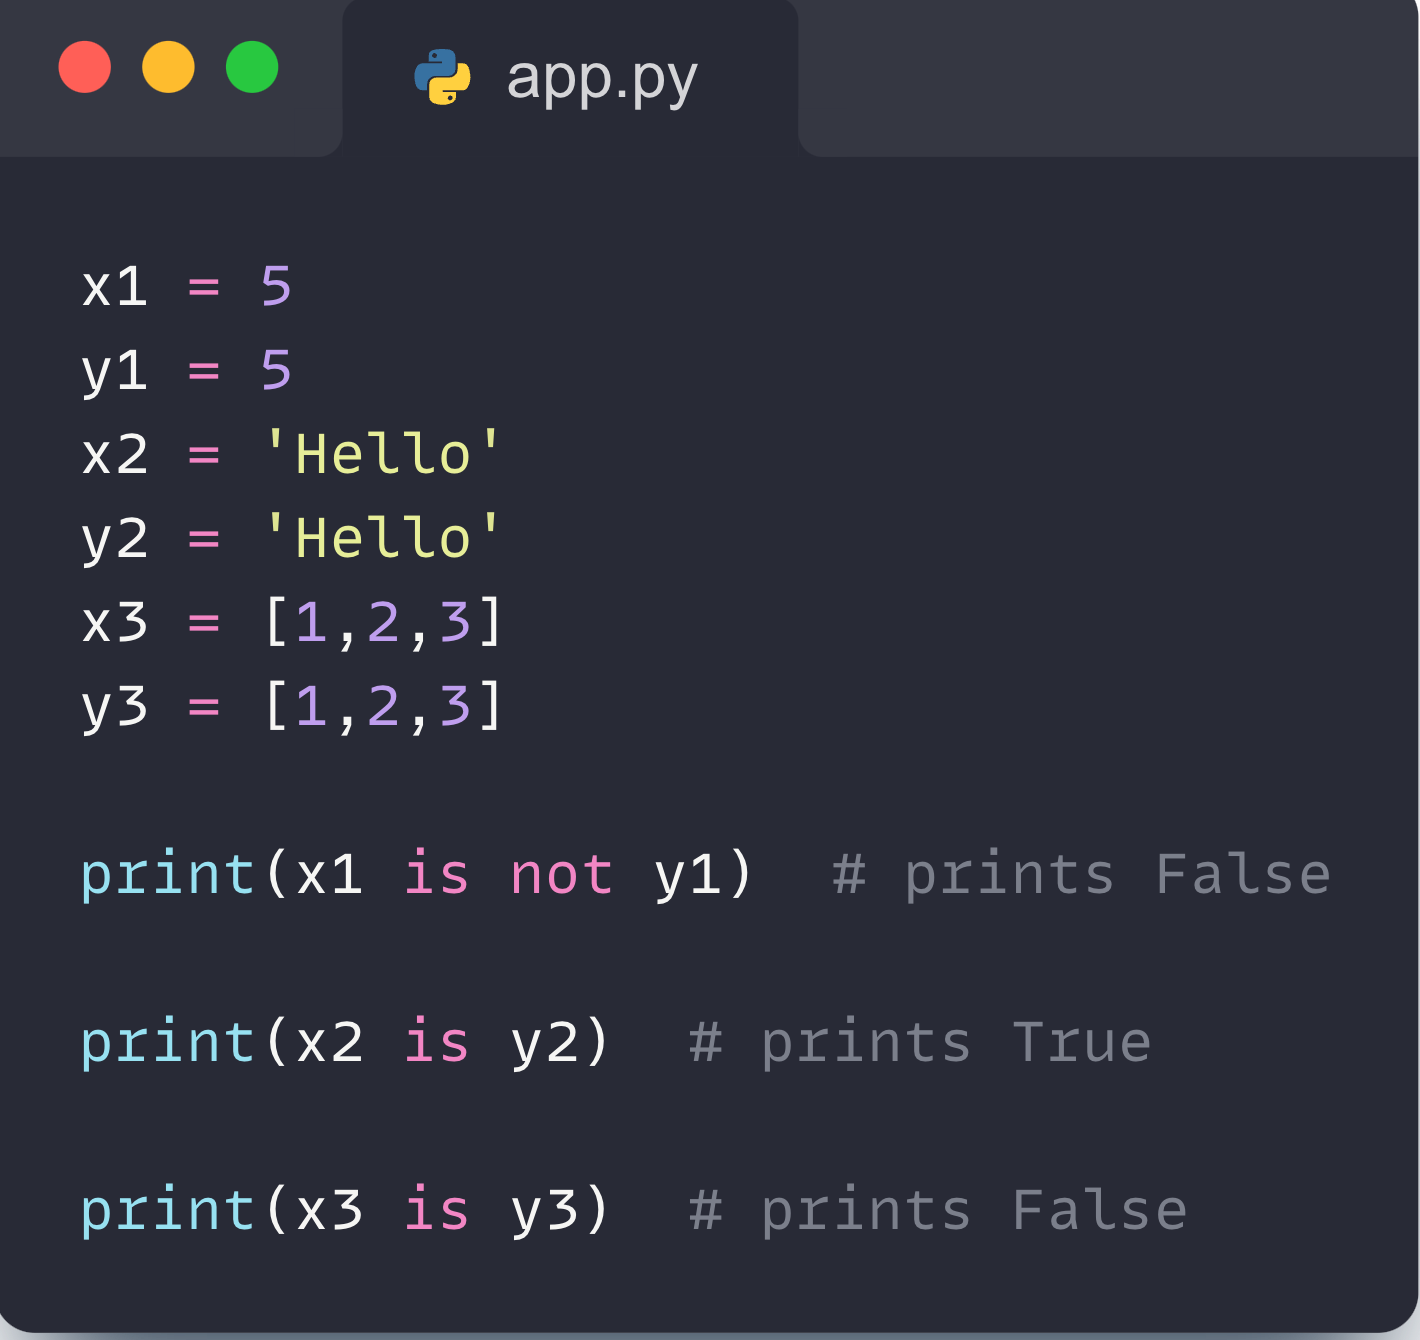 app.py
x1 = 5
y1 = 5
x2 = 'Hello'
y2 = 'Hello'
x3 = [1,2,3]
y3 = [1,2,3]
print(x1 is not y1)  # prints False
print(x2 is y2)  # prints True
print(x3 is y3)  # prints False